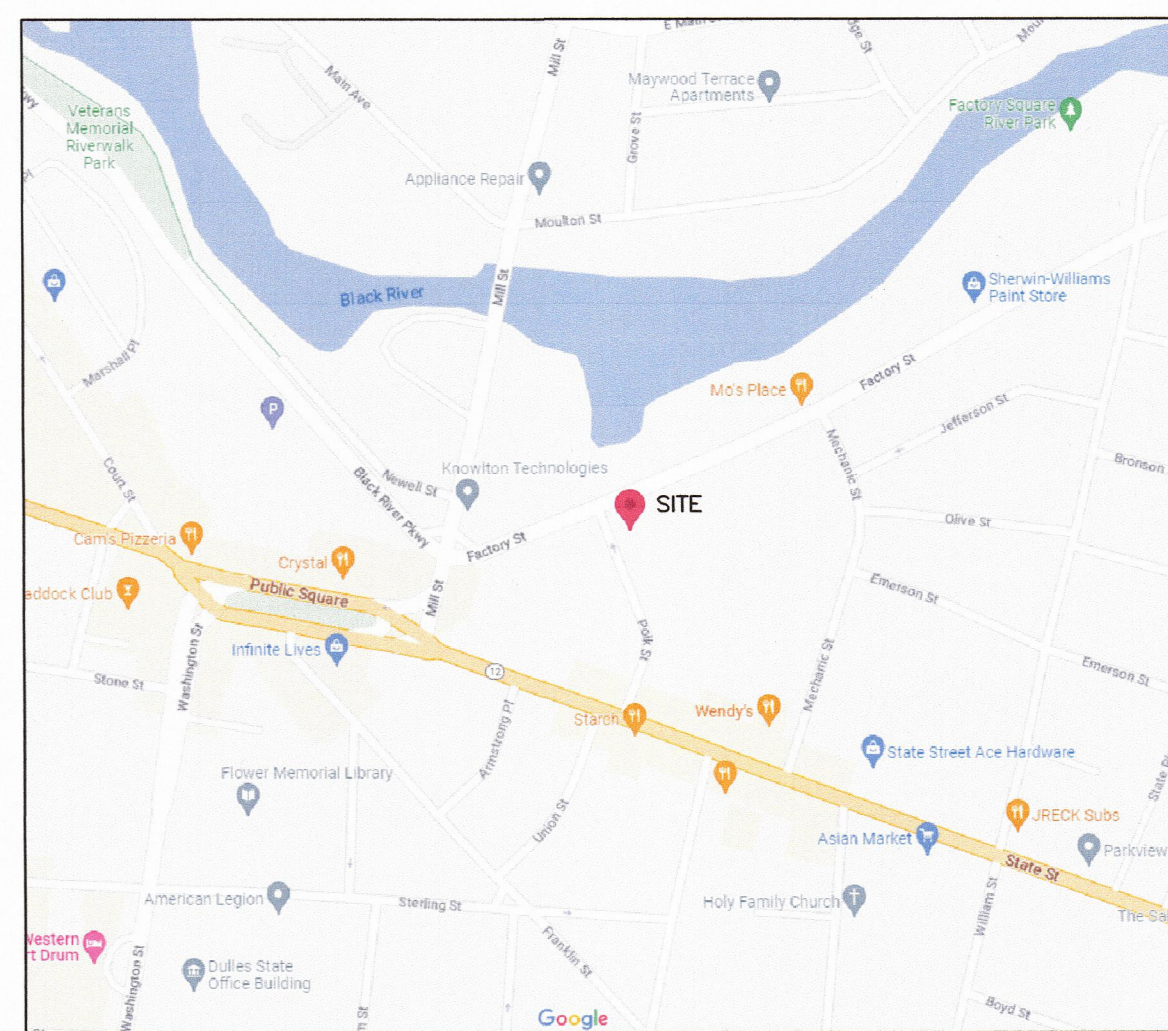 E Main
Mill St
Main Ave
Maywood Terrace
Apartments
Grove St
Factory Square
River Park
Veterans
Memorial
Riverwalk
Park
Appliance Repair
Moulton St
Mill St
Black River
Sherwin-Williams
Paint Store
Marshall Pl
Factory St
Mo's Place
Jefferson St
P
Mechanic St
Bronson
Court St
Newell St
Knowlton Technologies
Black River Pkwy
SITE
Olive St
Cam's Pizzeria
Factory St
Crystal
addock Club
Public Square
Mill St
Emerson St
Infinite Lives
Polk St
Washington St
12
Mechanic St
Emerson St
Stone St
Armstrong Pl
Starch
Wendy's
State Street Ace Hardware
Flower Memorial Library
Union St
JRECK Subs
Asian Market
State St
Parkview
American Legion
Sterling St
Holy Family Church
William St
The Sa
Western
rt Drum
Franklin St
Washington St
Dulles State
Office Building
Boyd St
Google